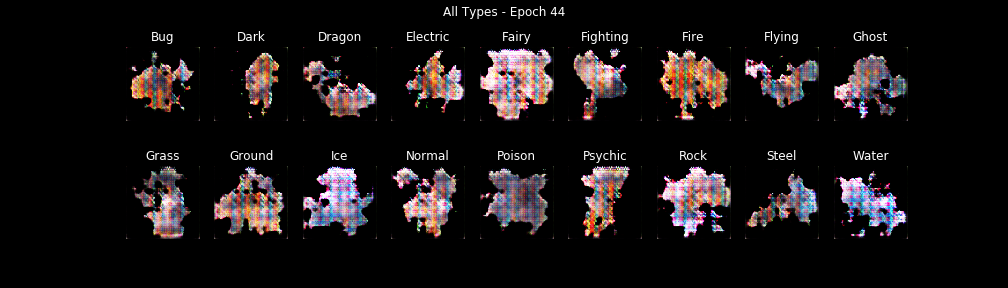 All Types - Epoch 44
Bug Dark Dragon Electric Fairy Fighting Fire Flying Ghost
Grass Ground Ice Normal Poison Psychic Rock Steel Water